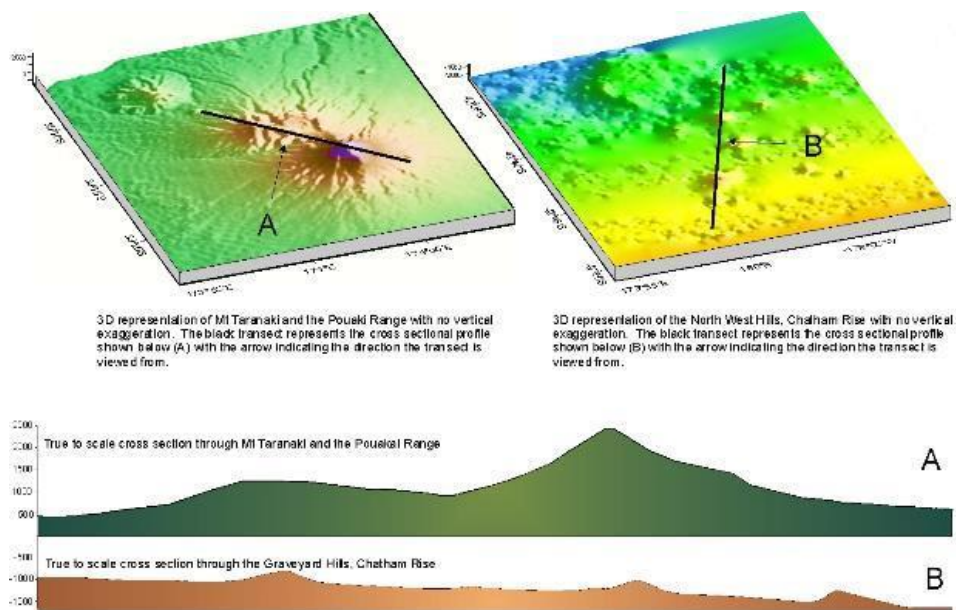 A
B
3D representation of Mt Taranaki and the Pouaki Range with no vertical
exaggeration. The black transect represents the cross sectional profile
shown below (A) with the arrow indicating the direction the transect is
viewed from.
3D representation of the North West Hills, Chatham Rise with no vertical
exaggeration. The black transect represents the cross sectional profile
shown below (B) with the arrow indicating the direction the transect is
viewed from.
True to scale cross section through Mt Taranaki and the Pouakai Range
A
2000
1500
1000
500
True to scale cross section through the Graveyard Hills, Chatham Rise
B
-500
-1000
-1500